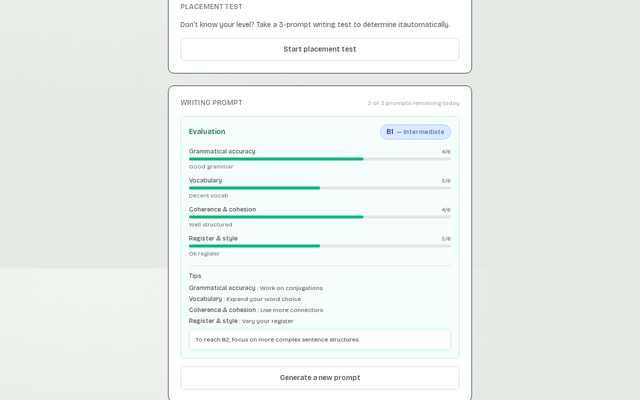 PLACEMENT TEST
Don't know your level? Take a 3-prompt writing test to determine itautomatically.
Start placement test
WRITING PROMPT
2 of 3 prompts remaining today
Evaluation
B1 — Intermediate
Grammatical accuracy
4/6
Good grammar
Vocabulary
3/6
Decent vocab
Coherence & cohesion
4/6
Well structured
Register & style
3/6
Ok register
Tips
Grammatical accuracy : Work on conjugations
Vocabulary : Expand your word choice
Coherence & cohesion : Use more connectors
Register & style : Vary your register
To reach B2, focus on more complex sentence structures.
Generate a new prompt